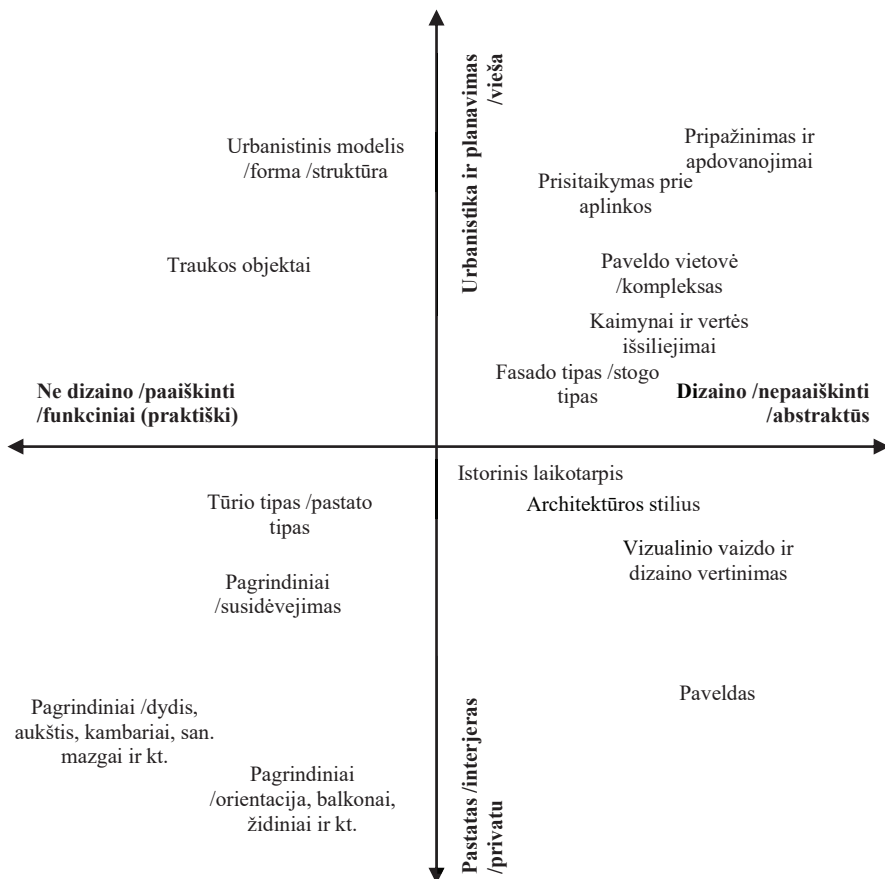 Urbanistika ir planavimas
/vieša
Urbanistinis modelis
/forma /struktūra
Pripažinimas ir
apdovanojimai
Prisitaikymas prie
aplinkos
Traukos objektai
Paveldo vietovė
/kompleksas
Kaimynai ir vertės
išsiliejimai
Fasado tipas /stogo
tipas
Ne dizaino /paaiškinti
/funkciniai (praktiški)
Dizaino /nepaaiškinti
/abstraktūs
Istorinis laikotarpis
Tūrio tipas /pastato
tipas
Architektūros stilius
Vizualinio vaizdo ir
dizaino vertinimas
Pagrindiniai
/susidėvejimas
Paveldas
Pagrindiniai /dydis,
aukštis, kambariai, san.
mazgai ir kt.
Pagrindiniai
/orientacija, balkonai,
židiniai ir kt.
Pastatas /interjeras
/privatu